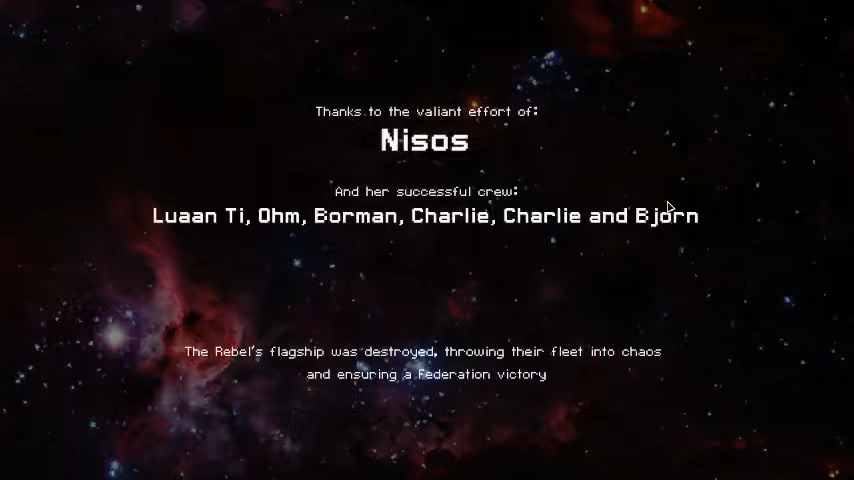 Thanks to the valiant effort of:
Nisos
And her successful crew:
Luaan Ti, Ohm, Borman, Charlie, Charlie and Bjorn
The Rebel's flagship was destroyed, throwing their fleet into chaos
and ensuring a Federation victory